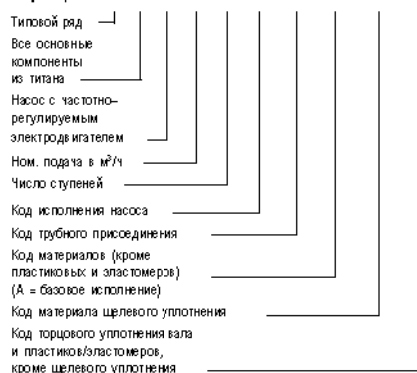 Типовой ряд
Все основные
компоненты
из титана
Насос с частотно–
регулируемым
электродвигателем
Ном. подача в м³/ч
Число ступеней
Код исполнения насоса
Код трубного присоединения
Код материалов (кроме
пластиковых и эластомеров)
(А = базовое исполнение)
Код материала щелевого уплотнения
Код торцового уплотнения вала
и пластиков/эластомеров,
кроме щелевого уплотнения